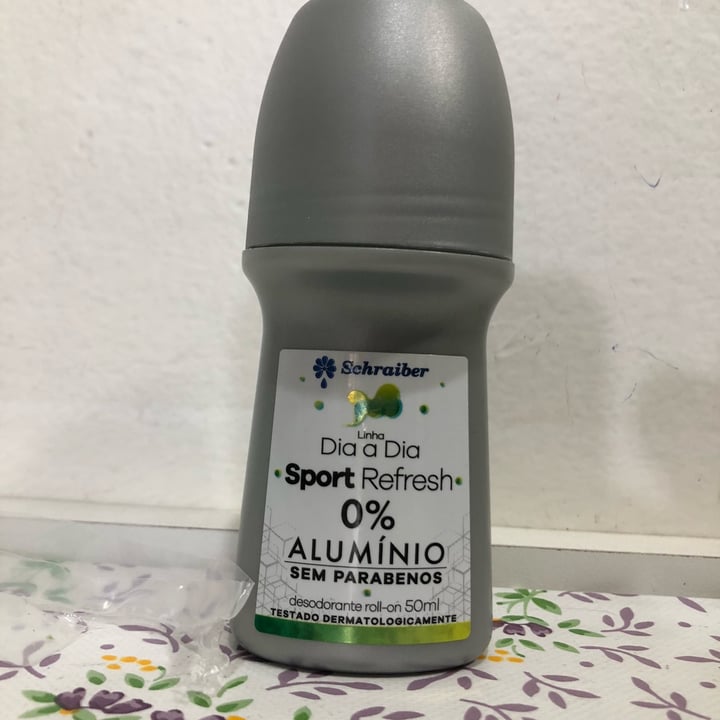 Schraiber
Linha
Dia a Dia
Sport Refresh
0%
ALUMÍNIO
SEM PARABENOS
desodorante roll-on 50ml
TESTADO DERMATOLOGICAMENTE